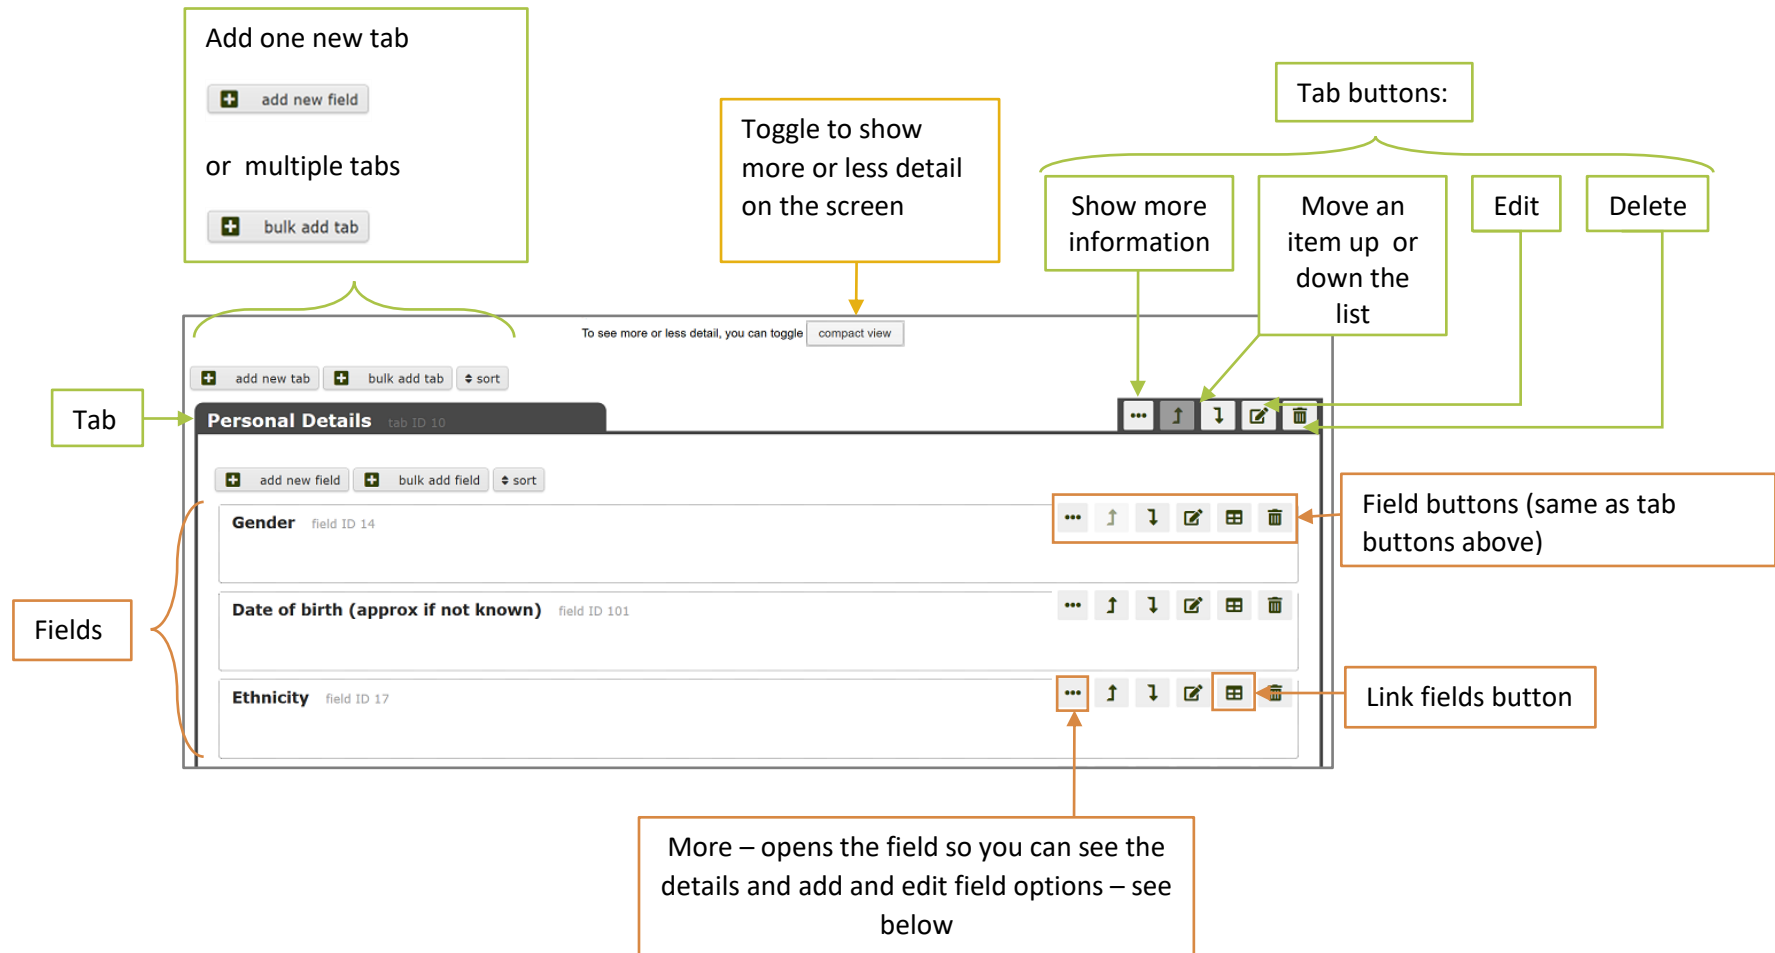 Add one new tab
add new field
or multiple tabs
bulk add tab
Toggle to show
more or less detail
on the screen
Tab buttons:
Show more
information
Move an
item up or
down the
list
Edit
Delete
To see more or less detail, you can toggle compact view
add new tab bulk add tab sort
Tab
Personal Details tab ID 10
add new field bulk add field sort
Gender field ID 14
Field buttons (same as tab
buttons above)
Fields
Date of birth (approx if not known) field ID 101
Ethnicity field ID 17
Link fields button
More – opens the field so you can see the
details and add and edit field options – see
below